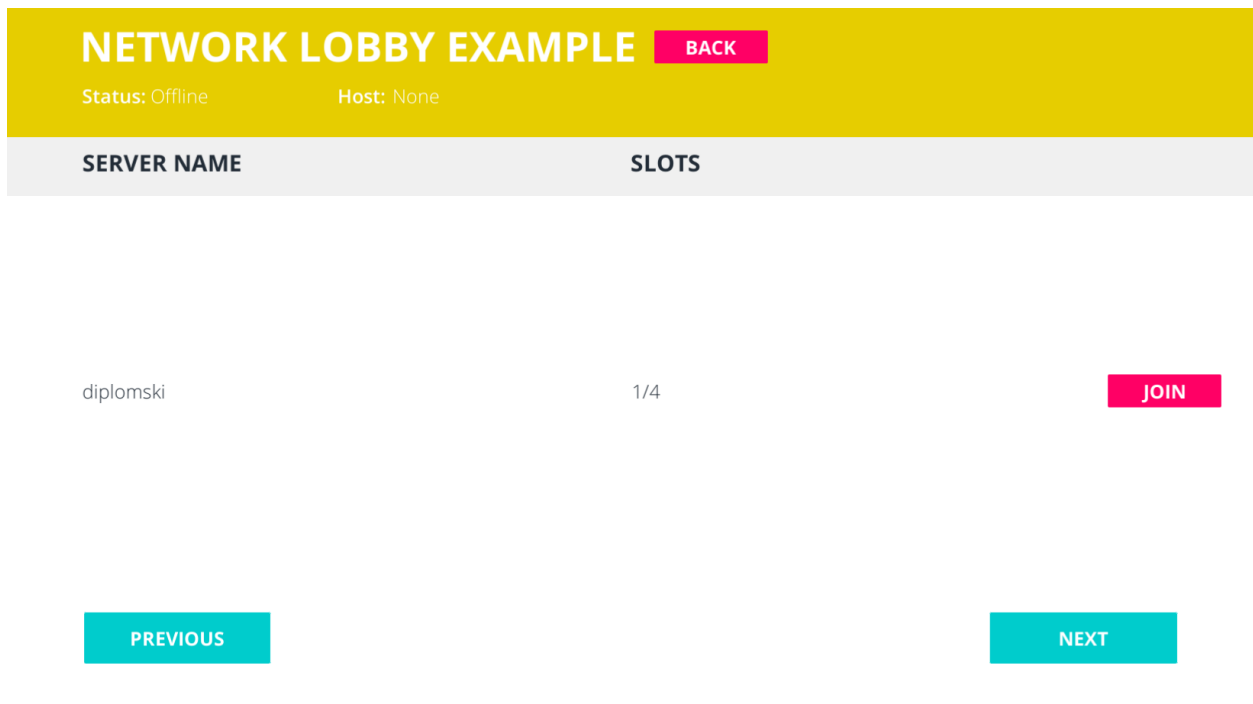 NETWORK LOBBY EXAMPLE BACK
Status: Offline Host: None
SERVER NAME SLOTS
diplomski 1/4 JOIN
PREVIOUS NEXT